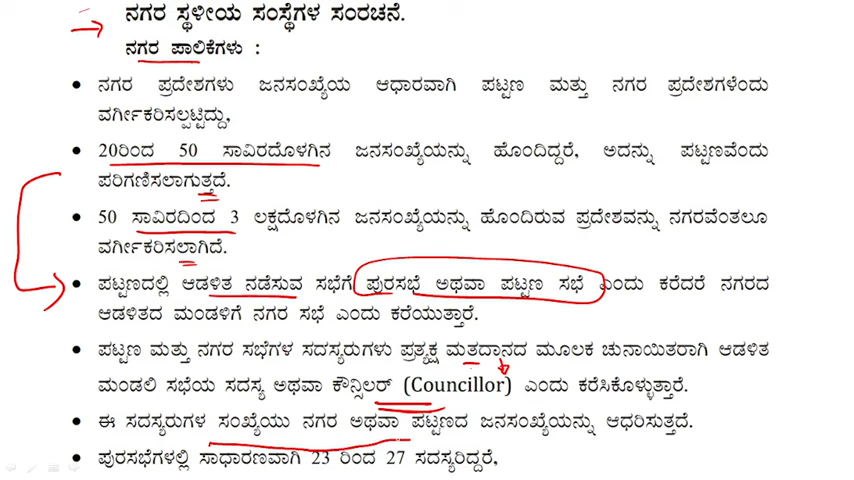 ನಗರ ಸ್ಥಳೀಯ ಸಂಸ್ಥೆಗಳ ಸಂರಚನೆ.
ನಗರ ಪಾಲಿಕೆಗಳು :
• ನಗರ ಪ್ರದೇಶಗಳು ಜನಸಂಖ್ಯೆಯ ಆಧಾರವಾಗಿ ಪಟ್ಟಣ ಮತ್ತು ನಗರ ಪ್ರದೇಶಗಳೆಂದು
ವರ್ಗೀಕರಿಸಲ್ಪಟ್ಟಿದ್ದು,
• 20ರಿಂದ 50 ಸಾವಿರದೊಳಗಿನ ಜನಸಂಖ್ಯೆಯನ್ನು ಹೊಂದಿದ್ದರೆ, ಅದನ್ನು ಪಟ್ಟಣವೆಂದು
ಪರಿಗಣಿಸಲಾಗುತ್ತದೆ.
• 50 ಸಾವಿರದಿಂದ 3 ಲಕ್ಷದೊಳಗಿನ ಜನಸಂಖ್ಯೆಯನ್ನು ಹೊಂದಿರುವ ಪ್ರದೇಶವನ್ನು ನಗರವೆಂತಲೂ
ವರ್ಗೀಕರಿಸಲಾಗಿದೆ.
• ಪಟ್ಟಣದಲ್ಲಿ ಆಡಳಿತ ನಡೆಸುವ ಸಭೆಗೆ ಪುರಸಭೆ ಅಥವಾ ಪಟ್ಟಣ ಸಭೆ ಎಂದು ಕರೆದರೆ ನಗರದ
ಆಡಳಿತದ ಮಂಡಳಿಗೆ ನಗರ ಸಭೆ ಎಂದು ಕರೆಯುತ್ತಾರೆ.
• ಪಟ್ಟಣ ಮತ್ತು ನಗರ ಸಭೆಗಳ ಸದಸ್ಯರುಗಳು ಪ್ರತ್ಯಕ್ಷ ಮತದಾನದ ಮೂಲಕ ಚುನಾಯಿತರಾಗಿ ಆಡಳಿತ
ಮಂಡಲಿ ಸಭೆಯ ಸದಸ್ಯ ಅಥವಾ ಕೌನ್ಸಿಲರ್ (Councillor) ಎಂದು ಕರೆಸಿಕೊಳ್ಳುತ್ತಾರೆ.
• ಈ ಸದಸ್ಯರುಗಳ ಸಂಖ್ಯೆಯು ನಗರ ಅಥವಾ ಪಟ್ಟಣದ ಜನಸಂಖ್ಯೆಯನ್ನು ಆಧರಿಸುತ್ತದೆ.
• ಪುರಸಭೆಗಳಲ್ಲಿ ಸಾಧಾರಣವಾಗಿ 23 ರಿಂದ 27 ಸದಸ್ಯರಿದ್ದರೆ,